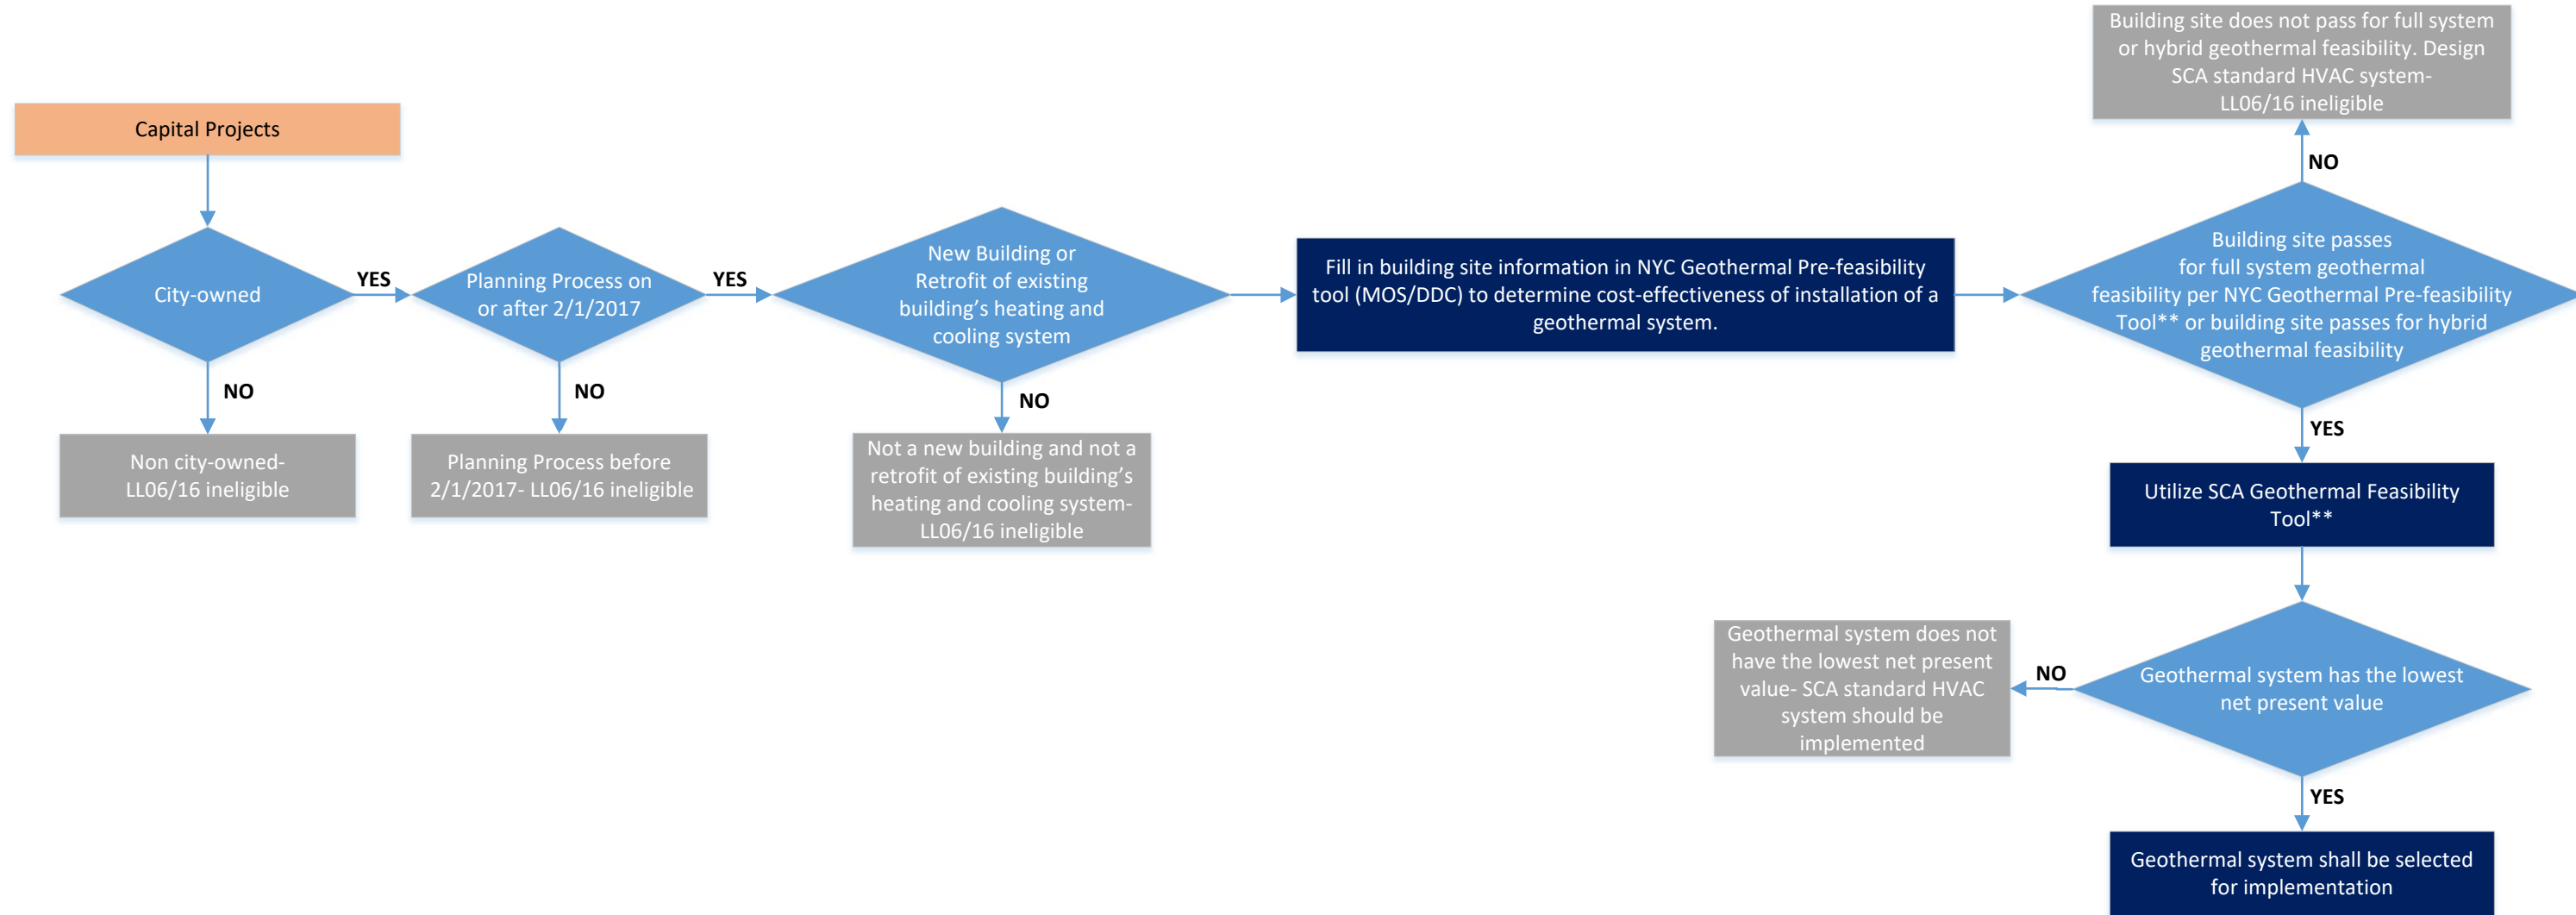 Capital Projects
City-owned
YES
NO
Non city-owned-
LL06/16 ineligible
Planning Process on
or after 2/1/2017
YES
NO
Planning Process before
2/1/2017- LL06/16 ineligible
New Building or
Retrofit of existing
building’s heating and
cooling system
NO
Not a new building and not a
retrofit of existing building’s
heating and cooling system-
LL06/16 ineligible
Fill in building site information in NYC Geothermal Pre-feasibility
tool (MOS/DDC) to determine cost-effectiveness of installation of a
geothermal system.
Building site does not pass for full system
or hybrid geothermal feasibility. Design
SCA standard HVAC system-
LL06/16 ineligible
NO
Building site passes
for full system geothermal
feasibility per NYC Geothermal Pre-feasibility
Tool** or building site passes for hybrid
geothermal feasibility
YES
Utilize SCA Geothermal Feasibility
Tool**
Geothermal system has the lowest
net present value
NO
Geothermal system does not
have the lowest net present
value- SCA standard HVAC
system should be
implemented
YES
Geothermal system shall be selected
for implementation